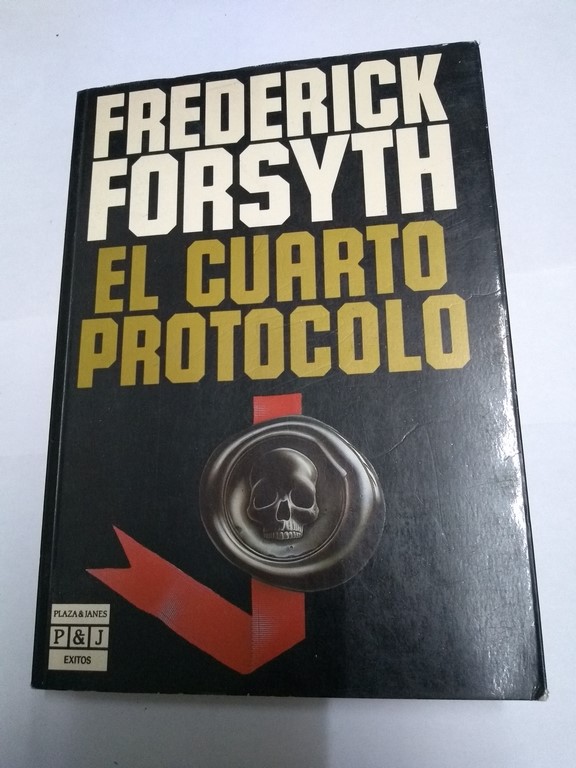 FREDERICK
FORSYTH
EL CUARTO
PROTOCOLO
PLAZA & JANES
P & J
EXITOS